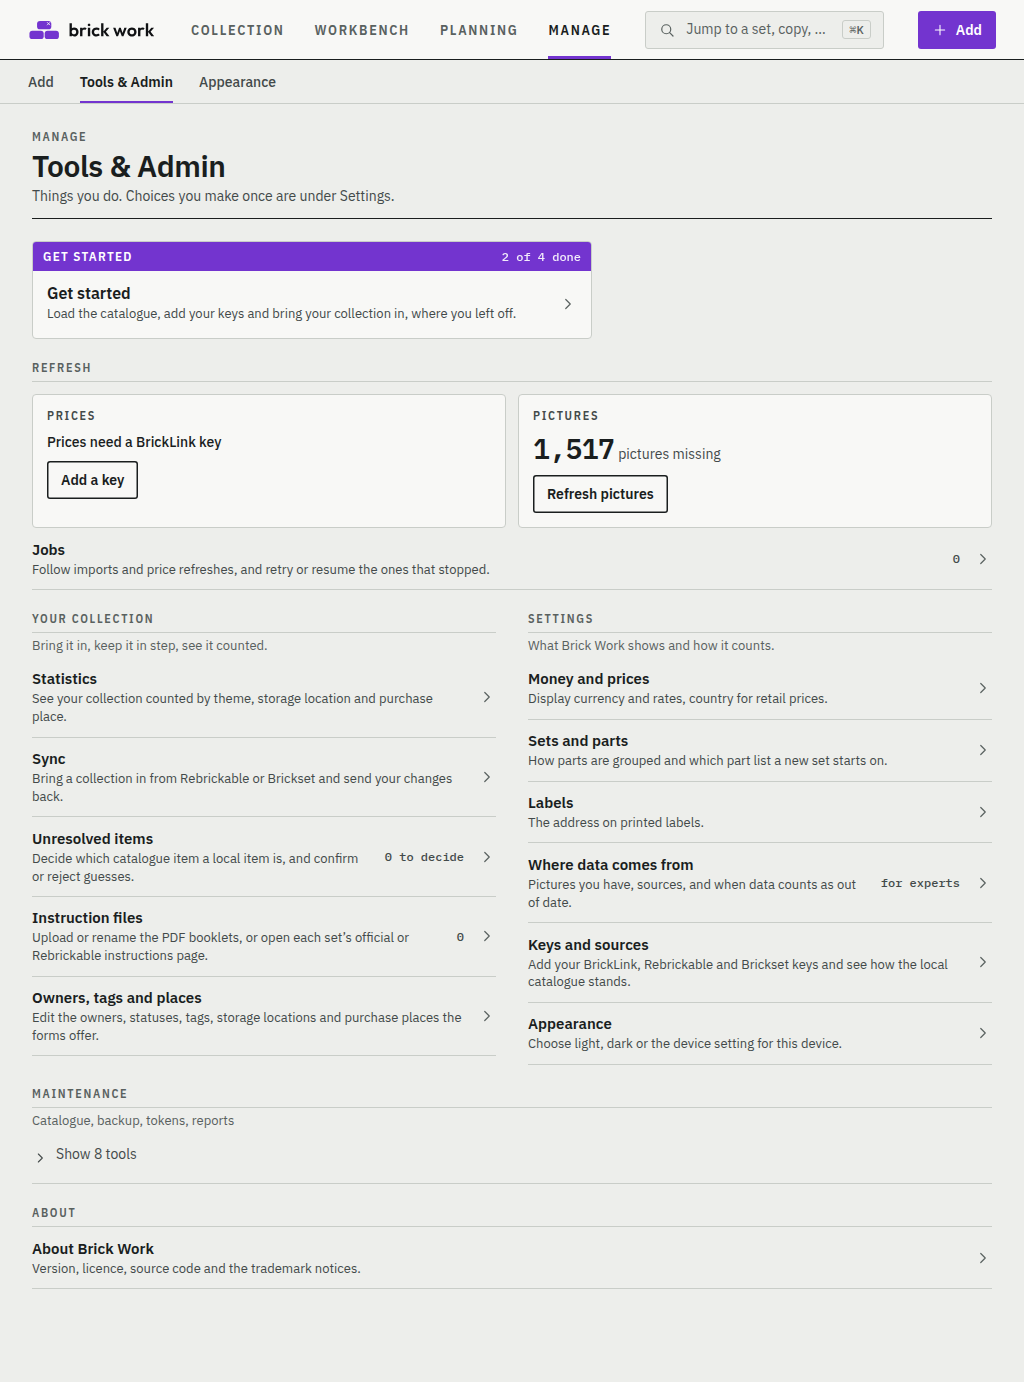 brick work
COLLECTION
WORKBENCH
PLANNING
MANAGE
Jump to a set, copy, ...
⌘K
Add
Add
Tools & Admin
Appearance
MANAGE
Tools & Admin
Things you do. Choices you make once are under Settings.
GET STARTED
2 of 4 done
Get started
Load the catalogue, add your keys and bring your collection in, where you left off.
REFRESH
PRICES
Prices need a BrickLink key
Add a key
PICTURES
1,517 pictures missing
Refresh pictures
Jobs
Follow imports and price refreshes, and retry or resume the ones that stopped.
0
YOUR COLLECTION
Bring it in, keep it in step, see it counted.
Statistics
See your collection counted by theme, storage location and purchase
place.
Sync
Bring a collection in from Rebrickable or Brickset and send your changes
back.
Unresolved items
Decide which catalogue item a local item is, and confirm
or reject guesses.
0 to decide
Instruction files
Upload or rename the PDF booklets, or open each set’s official or
Rebrickable instructions page.
0
Owners, tags and places
Edit the owners, statuses, tags, storage locations and purchase places the
forms offer.
SETTINGS
What Brick Work shows and how it counts.
Money and prices
Display currency and rates, country for retail prices.
Sets and parts
How parts are grouped and which part list a new set starts on.
Labels
The address on printed labels.
Where data comes from
Pictures you have, sources, and when data counts as out
of date.
for experts
Keys and sources
Add your BrickLink, Rebrickable and Brickset keys and see how the local
catalogue stands.
Appearance
Choose light, dark or the device setting for this device.
MAINTENANCE
Catalogue, backup, tokens, reports
Show 8 tools
ABOUT
About Brick Work
Version, licence, source code and the trademark notices.